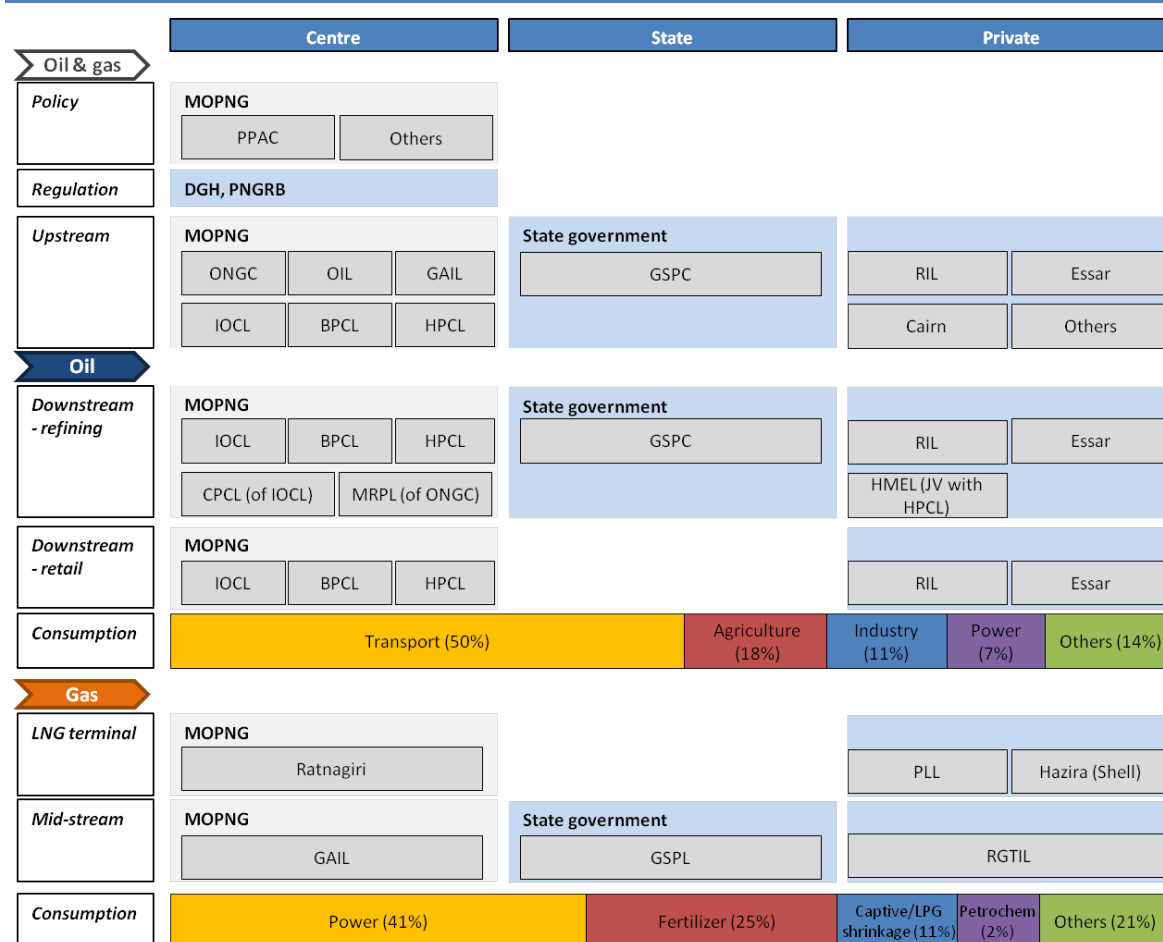 Centre State Private
Oil & gas
Policy
MOPNG
PPAC Others
Regulation
DGH, PNGRB
Upstream
MOPNG
State government
ONGC OIL GAIL
GSPC
RIL Essar
IOCL BPCL HPCL
Cairn Others
Oil
Downstream
- refining
MOPNG
State government
IOCL BPCL HPCL
GSPC
RIL Essar
CPCL (of IOCL) MRPL (of ONGC)
HMEL (JV with
HPCL)
Downstream
- retail
MOPNG
IOCL BPCL HPCL
RIL Essar
Consumption
Transport (50%)
Agriculture
(18%)
Industry
(11%)
Power
(7%)
Others (14%)
Gas
LNG terminal
MOPNG
Ratnagiri
PLL Hazira (Shell)
Mid-stream
MOPNG
State government
GAIL
GSPL
RGTIL
Consumption
Power (41%)
Fertilizer (25%)
Captive/LPG
shrinkage (11%)
Petrochem
(2%)
Others (21%)